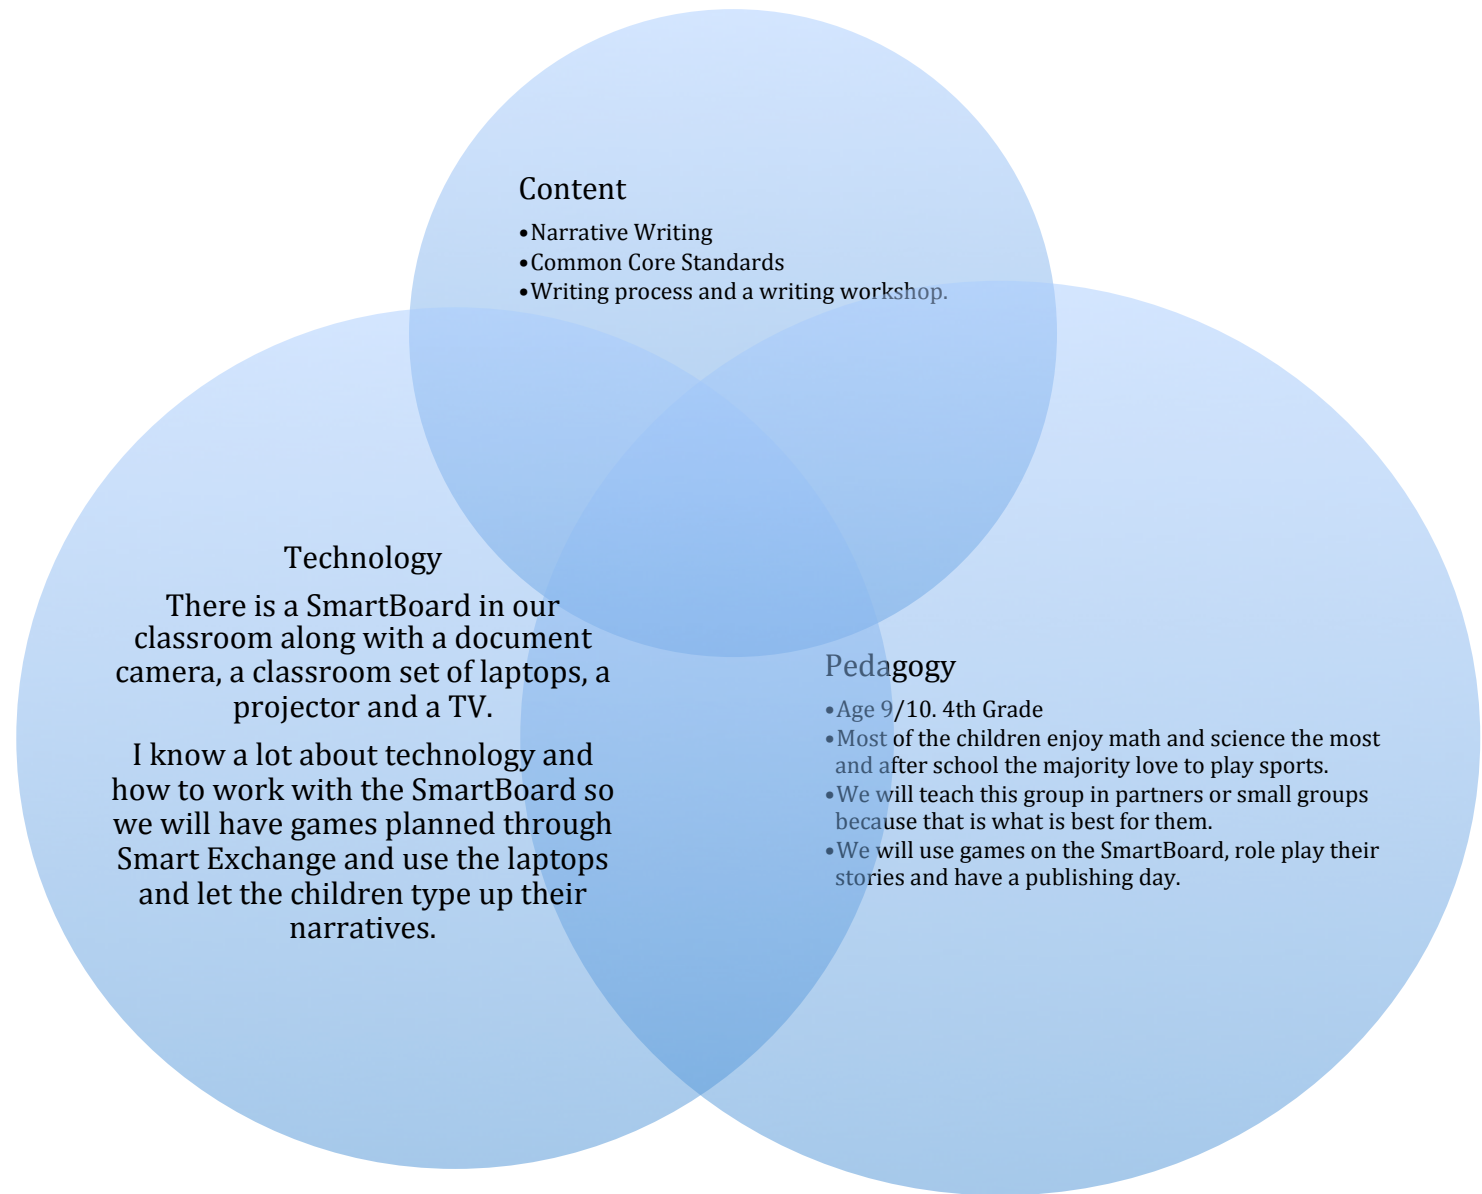 Content
•Narrative Writing
•Common Core Standards
•Writing process and a writing workshop.
Technology
There is a SmartBoard in our
classroom along with a document
camera, a classroom set of laptops, a
projector and a TV.
I know a lot about technology and
how to work with the SmartBoard so
we will have games planned through
Smart Exchange and use the laptops
and let the children type up their
narratives.
Pedagogy
•Age 9/10. 4th Grade
•Most of the children enjoy math and science the most
and after school the majority love to play sports.
•We will teach this group in partners or small groups
because that is what is best for them.
•We will use games on the SmartBoard, role play their
stories and have a publishing day.